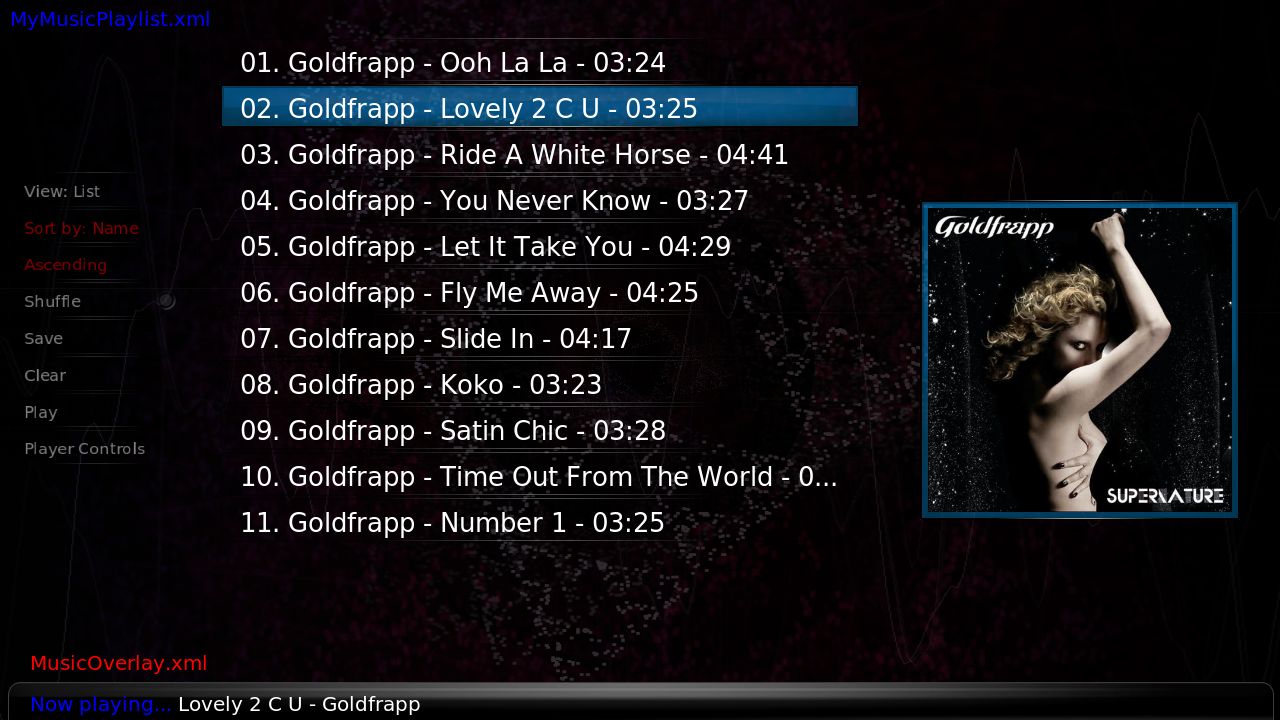 MyMusicPlaylist.xml
01. Goldfrapp - Ooh La La - 03:24
02. Goldfrapp - Lovely 2 C U - 03:25
03. Goldfrapp - Ride A White Horse - 04:41
04. Goldfrapp - You Never Know - 03:27
05. Goldfrapp - Let It Take You - 04:29
06. Goldfrapp - Fly Me Away - 04:25
07. Goldfrapp - Slide In - 04:17
08. Goldfrapp - Koko - 03:23
09. Goldfrapp - Satin Chic - 03:28
10. Goldfrapp - Time Out From The World - 0...
11. Goldfrapp - Number 1 - 03:25
View: List
Sort by: Name
Ascending
Shuffle
Save
Clear
Play
Player Controls
Goldfrapp
SUPERNATURE
MusicOverlay.xml
Now playing... Lovely 2 C U - Goldfrapp